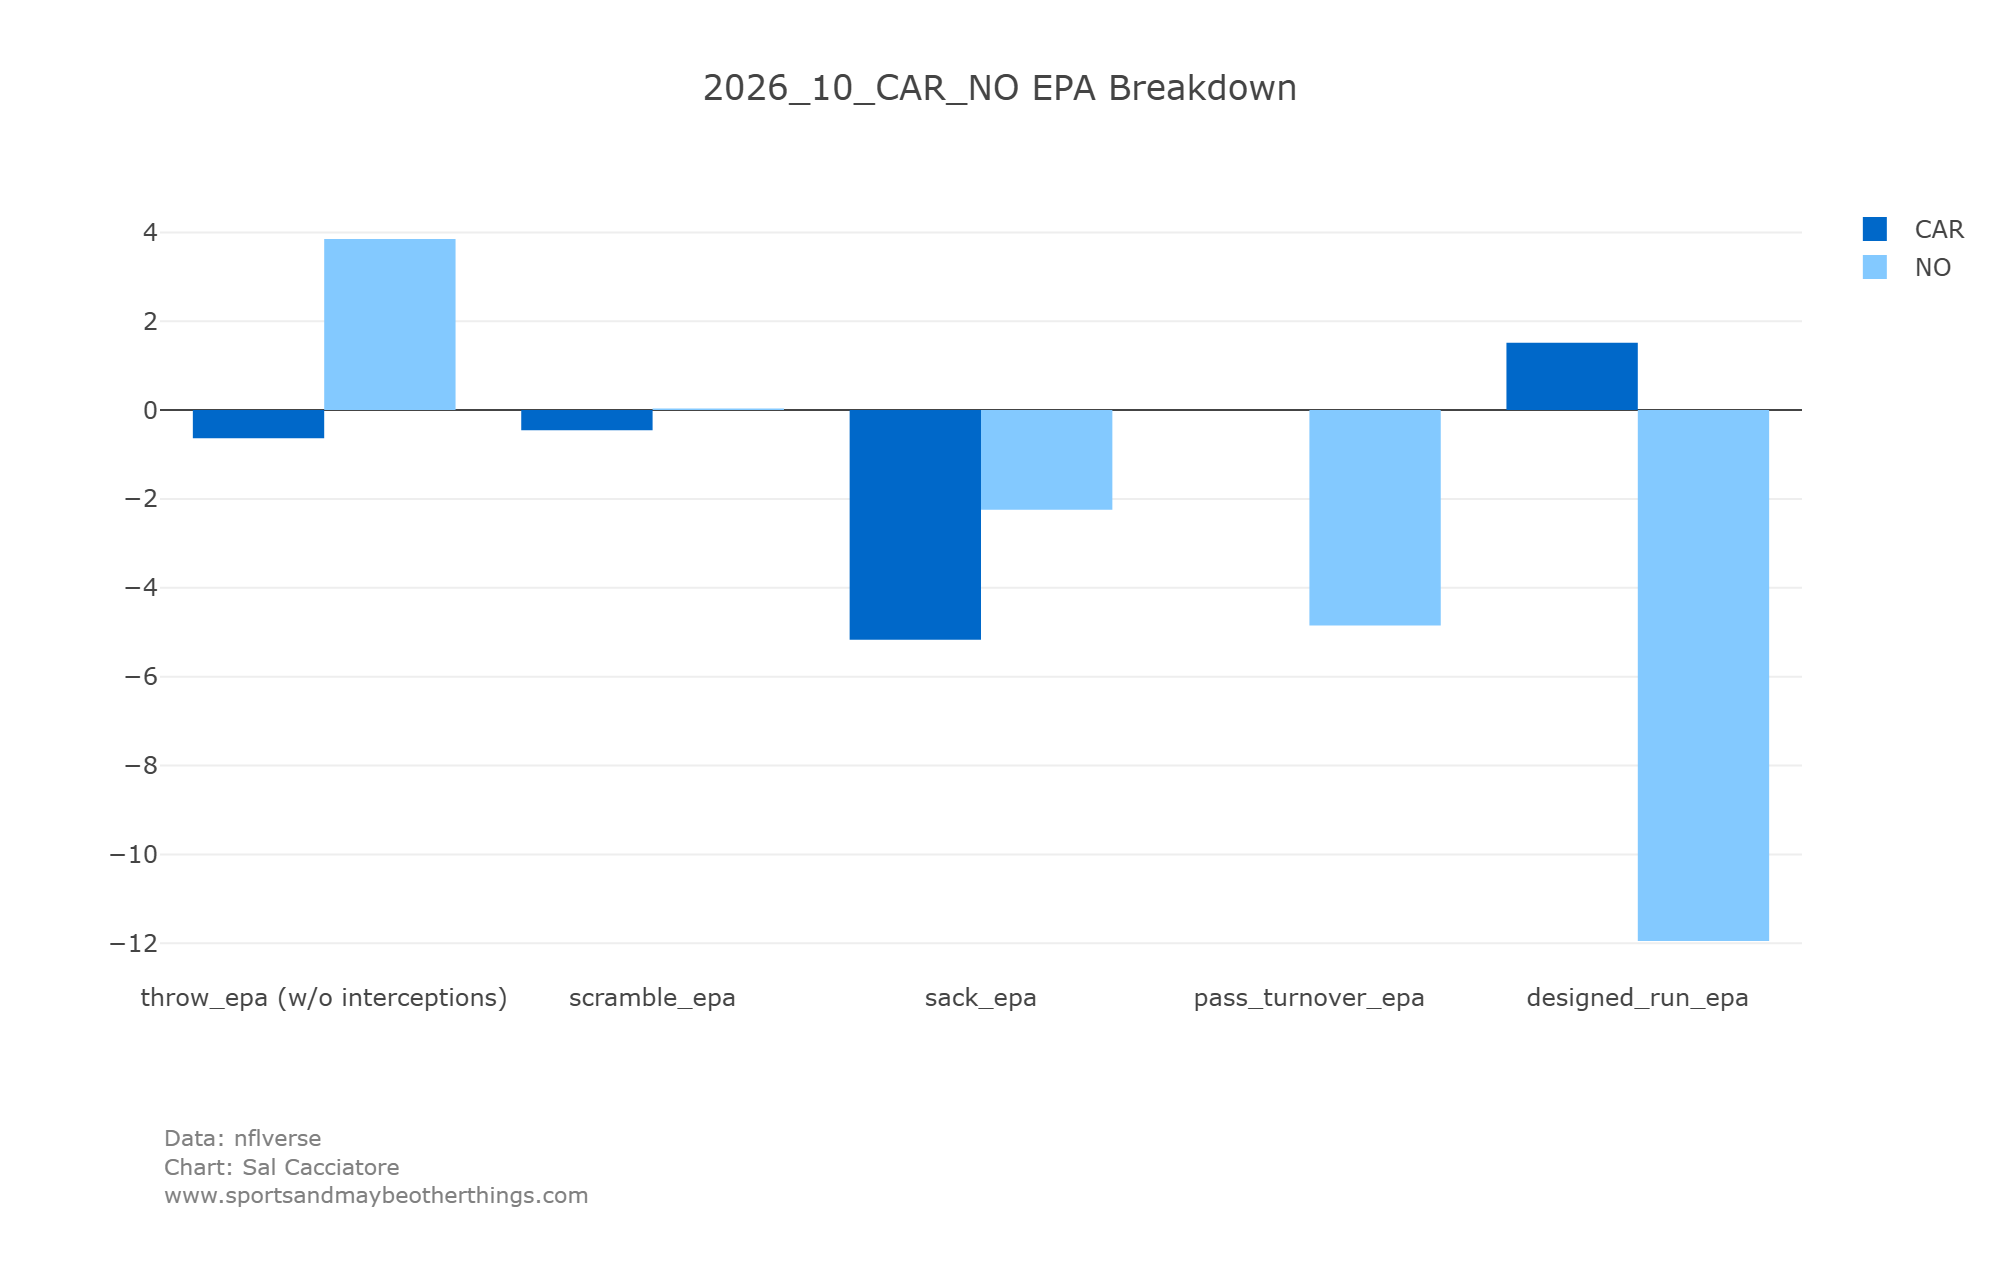 2026_10_CAR_NO EPA Breakdown
CAR
NO
4
2
0
−2
−4
−6
−8
−10
−12
throw_epa (w/o interceptions)
scramble_epa
sack_epa
pass_turnover_epa
designed_run_epa
Data: nflverse
Chart: Sal Cacciatore
www.sportsandmaybeotherthings.com